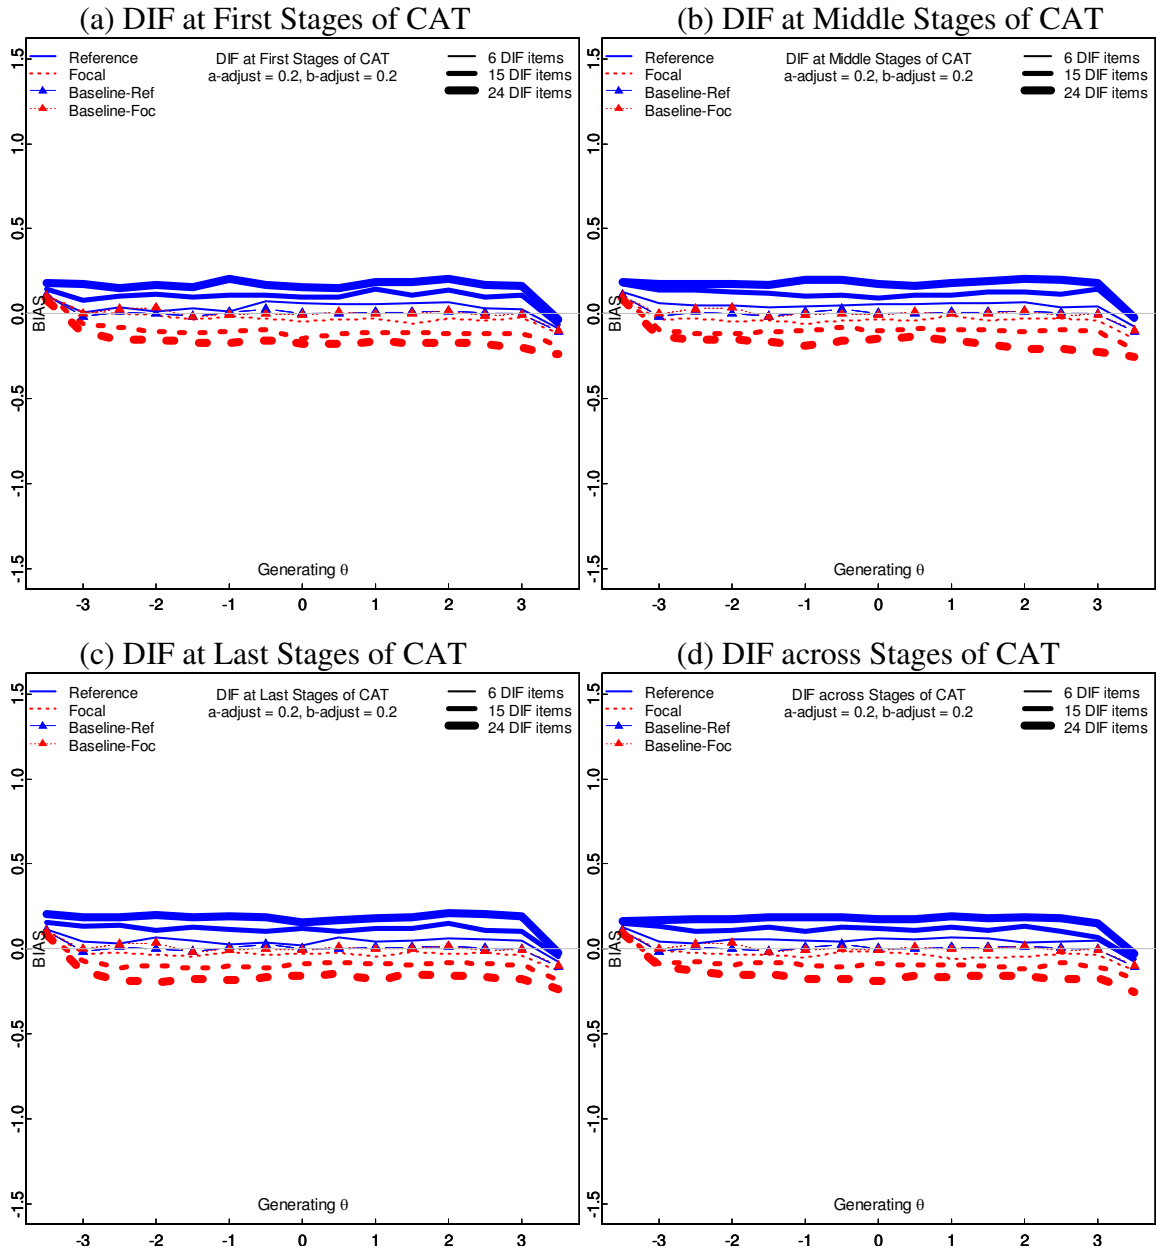 (a) DIF at First Stages of CAT
Reference
Focal
Baseline-Ref
Baseline-Foc
DIF at First Stages of CAT
a-adjust = 0.2, b-adjust = 0.2
6 DIF items
15 DIF items
24 DIF items
1.5
1.0
0.5
0.0
-0.5
-1.0
-1.5
BIAS
Generating θ
-3 -2 -1 0 1 2 3
(b) DIF at Middle Stages of CAT
Reference
Focal
Baseline-Ref
Baseline-Foc
DIF at Middle Stages of CAT
a-adjust = 0.2, b-adjust = 0.2
6 DIF items
15 DIF items
24 DIF items
1.5
1.0
0.5
0.0
-0.5
-1.0
-1.5
BIAS
Generating θ
-3 -2 -1 0 1 2 3
(c) DIF at Last Stages of CAT
Reference
Focal
Baseline-Ref
Baseline-Foc
DIF at Last Stages of CAT
a-adjust = 0.2, b-adjust = 0.2
6 DIF items
15 DIF items
24 DIF items
1.5
1.0
0.5
0.0
-0.5
-1.0
-1.5
BIAS
Generating θ
-3 -2 -1 0 1 2 3
(d) DIF across Stages of CAT
Reference
Focal
Baseline-Ref
Baseline-Foc
DIF across Stages of CAT
a-adjust = 0.2, b-adjust = 0.2
6 DIF items
15 DIF items
24 DIF items
1.5
1.0
0.5
0.0
-0.5
-1.0
-1.5
BIAS
Generating θ
-3 -2 -1 0 1 2 3